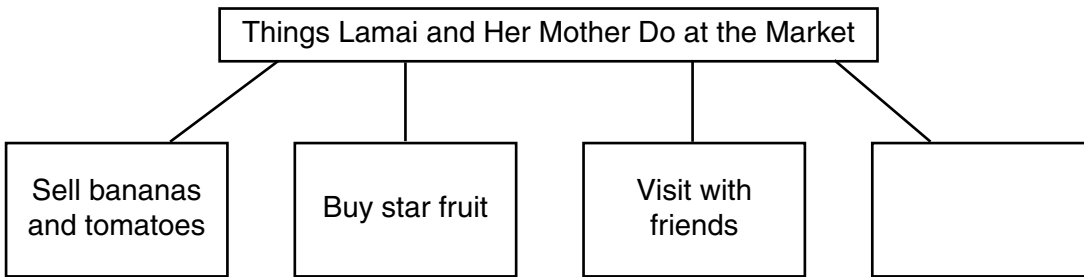 Things Lamai and Her Mother Do at the Market
Sell bananas
and tomatoes
Buy star fruit
Visit with
friends